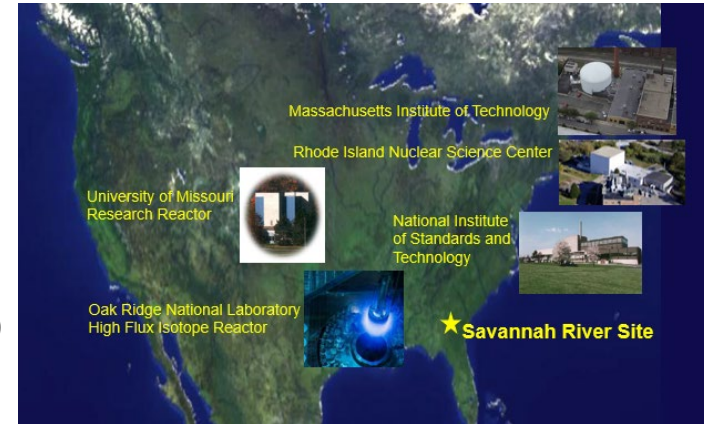 Massachusetts Institute of Technology
Rhode Island Nuclear Science Center
University of Missouri
Research Reactor
National Institute
of Standards and
Technology
Oak Ridge National Laboratory
High Flux Isotope Reactor
Savannah River Site